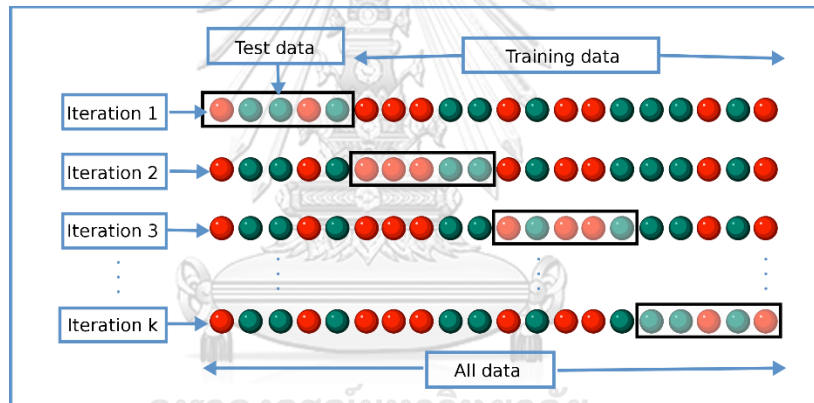 Test data
Training data
Iteration 1
Iteration 2
Iteration 3
Iteration k
All data